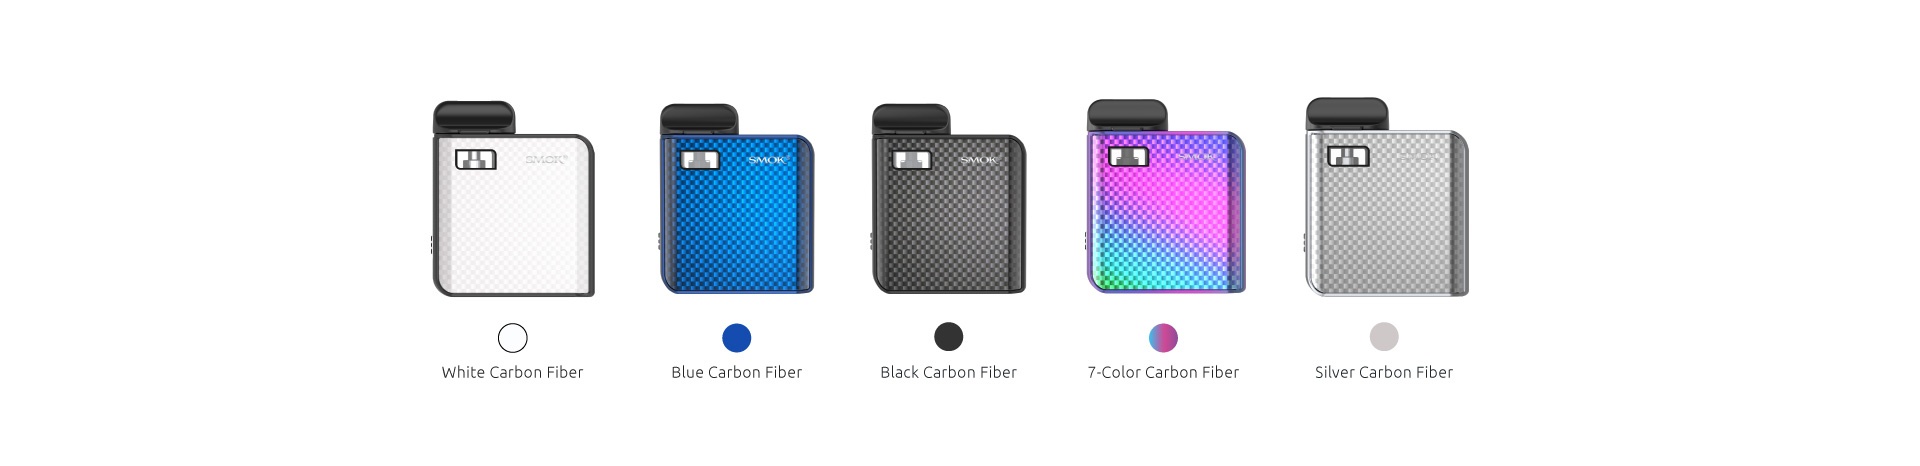 SMOK
SMOK
SMOK
SMOK
White Carbon Fiber
Blue Carbon Fiber
Black Carbon Fiber
7-Color Carbon Fiber
Silver Carbon Fiber